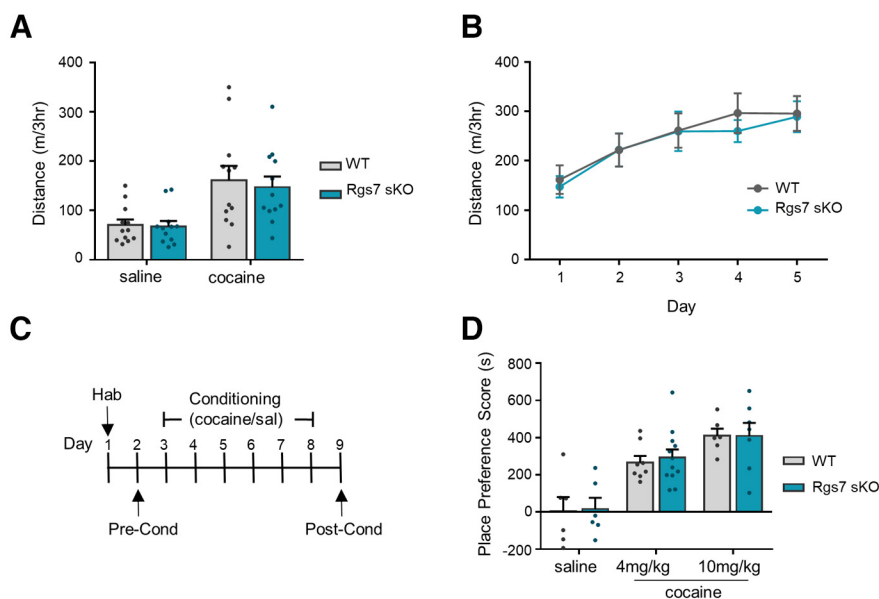 A
400
300
200
100
0
Distance (m/3hr)
saline
cocaine
WT
Rgs7 sKO
B
400
300
200
100
0
Distance (m/3hr)
1 2 3 4 5
Day
WT
Rgs7 sKO
C
Hab
Conditioning
(cocaine/sal)
Day 1 2 3 4 5 6 7 8 9
Pre-Cond
Post-Cond
D
800
600
400
200
0
-200
Place Preference Score (s)
saline 4mg/kg 10mg/kg
cocaine
WT
Rgs7 sKO